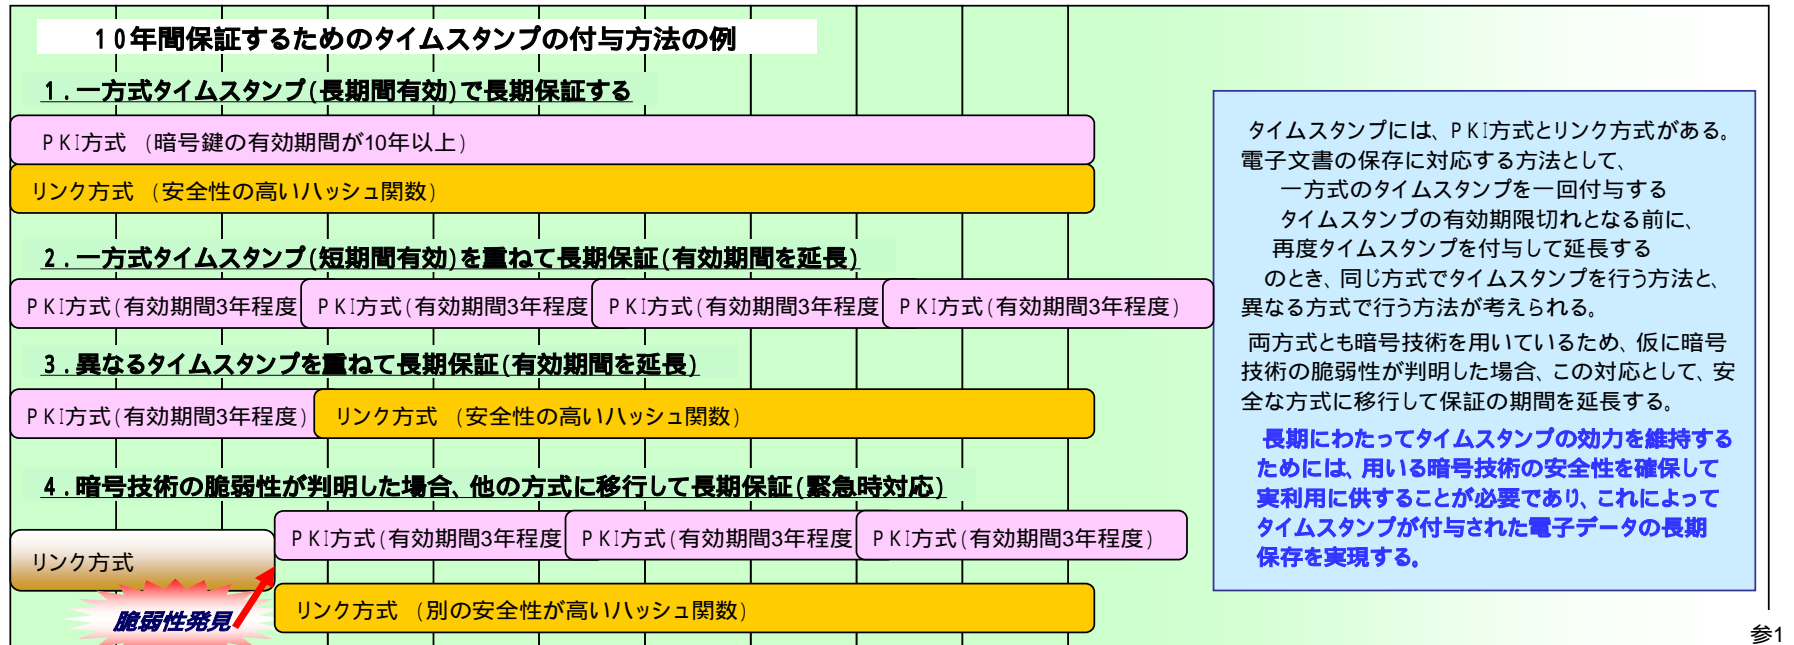 10年間保証するためのタイムスタンプの付与方法の例
1.一方式タイムスタンプ(長期間有効)で長期保証する
PKI方式 (暗号鍵の有効期間が10年以上)
リンク方式 (安全性の高いハッシュ関数)
2.一方式タイムスタンプ(短期間有効)を重ねて長期保証(有効期間を延長)
PKI方式(有効期間3年程度 PKI方式(有効期間3年程度 PKI方式(有効期間3年程度 PKI方式(有効期間3年程度)
3.異なるタイムスタンプを重ねて長期保証(有効期間を延長)
PKI方式(有効期間3年程度) リンク方式 (安全性の高いハッシュ関数)
4.暗号技術の脆弱性が判明した場合、他の方式に移行して長期保証(緊急時対応)
PKI方式(有効期間3年程度 PKI方式(有効期間3年程度 PKI方式(有効期間3年程度)
リンク方式
リンク方式 (別の安全性が高いハッシュ関数)
脆弱性発見
タイムスタンプには、PKI方式とリンク方式がある。
電子文書の保存に対応する方法として、
一方式のタイムスタンプを一回付与する
タイムスタンプの有効期限切れとなる前に、
再度タイムスタンプを付与して延長する
のとき、同じ方式でタイムスタンプを行う方法と、
異なる方式で行う方法が考えられる。
両方式とも暗号技術を用いているため、仮に暗号
技術の脆弱性が判明した場合、この対応として、安
全な方式に移行して保証の期間を延長する。
長期にわたってタイムスタンプの効力を維持する
ためには、用いる暗号技術の安全性を確保して
実利用に供することが必要であり、これによって
タイムスタンプが付与された電子データの長期
保存を実現する。
参1